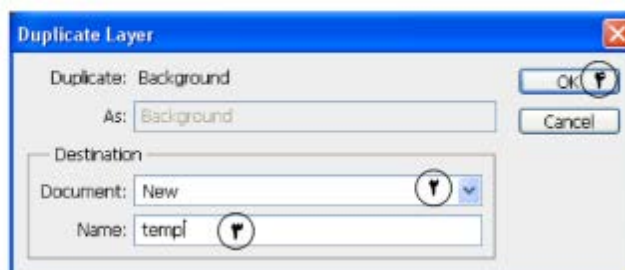 Duplicate Layer
Duplicate: Background
OK ۴
As: Background
Cancel
Destination
Document: New ۲
Name: temp ۳